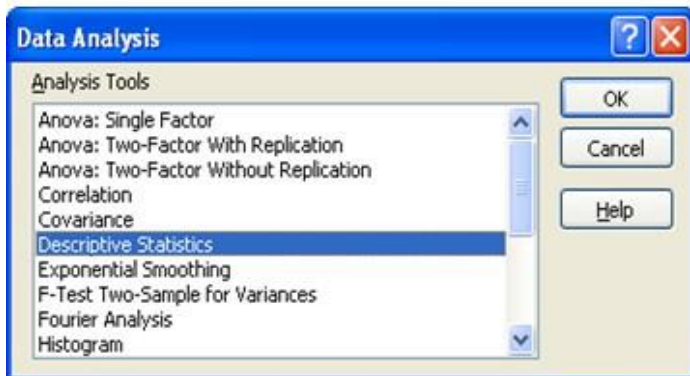 Data Analysis
Analysis Tools
Anova: Single Factor
Anova: Two-Factor With Replication
Anova: Two-Factor Without Replication
Correlation
Covariance
Descriptive Statistics
Exponential Smoothing
F-Test Two-Sample for Variances
Fourier Analysis
Histogram
OK
Cancel
Help